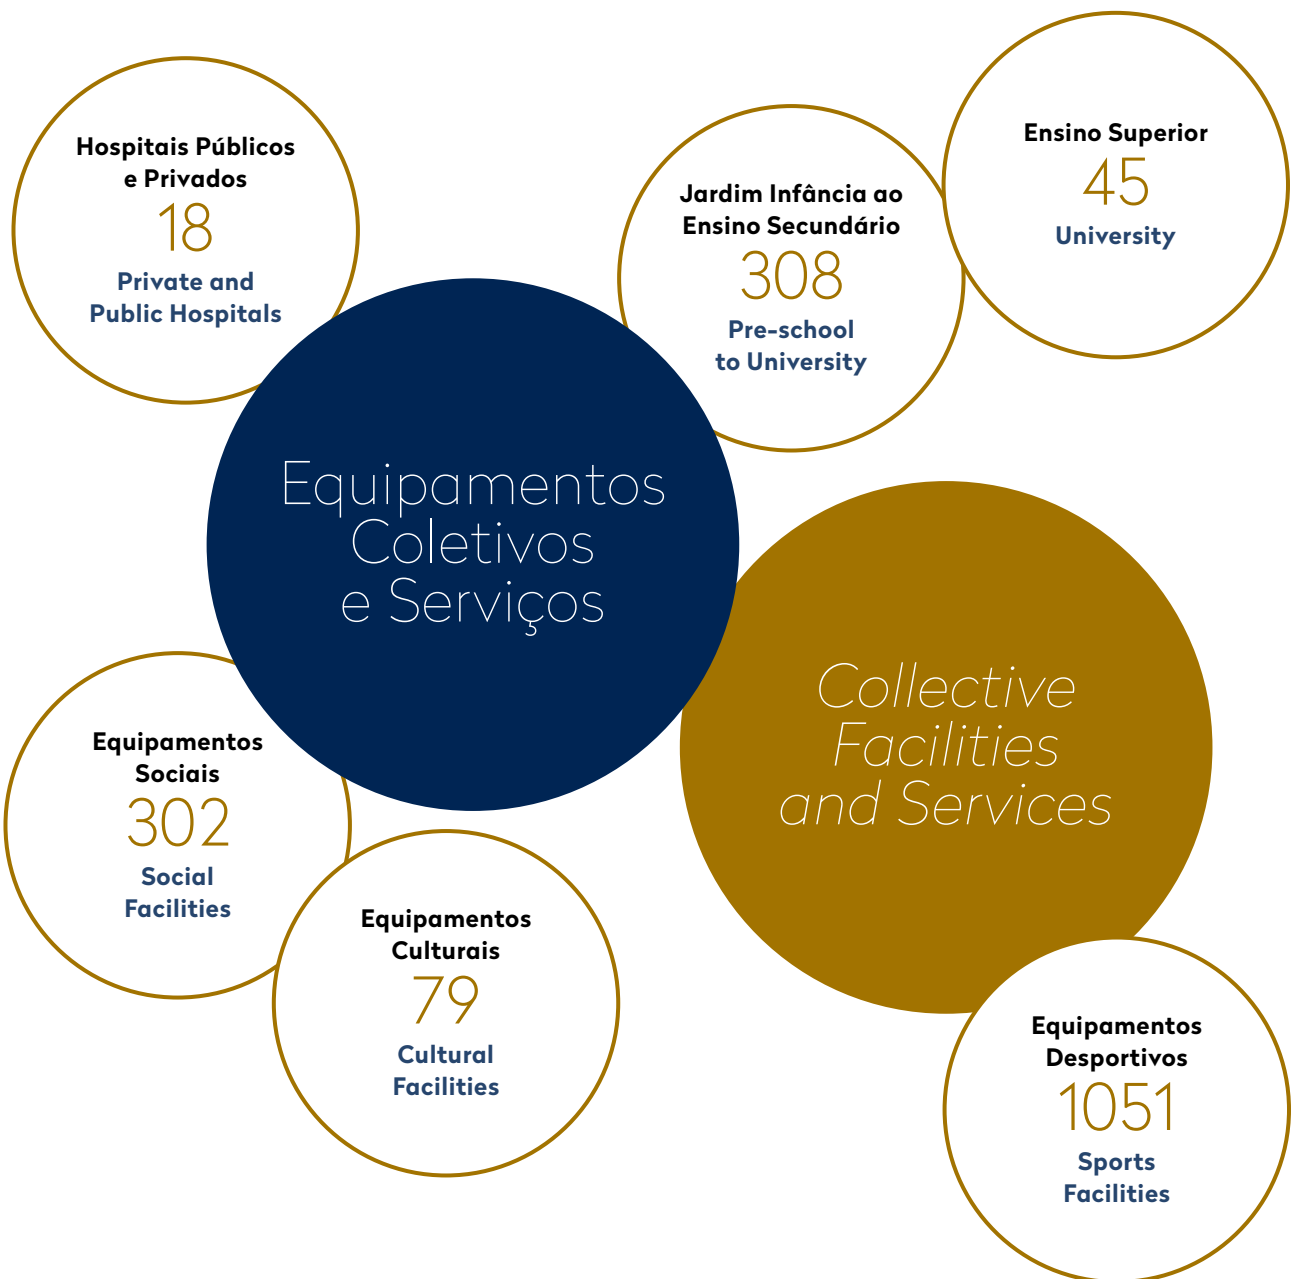 Hospitais Públicos
e Privados
18
Private and
Public Hospitals
Jardim Infância ao
Ensino Secundário
308
Pre-school
to University
Ensino Superior
45
University
Equipamentos
Coletivos
e Serviços
Collective
Facilities
and Services
Equipamentos
Sociais
302
Social
Facilities
Equipamentos
Culturais
79
Cultural
Facilities
Equipamentos
Desportivos
1051
Sports
Facilities